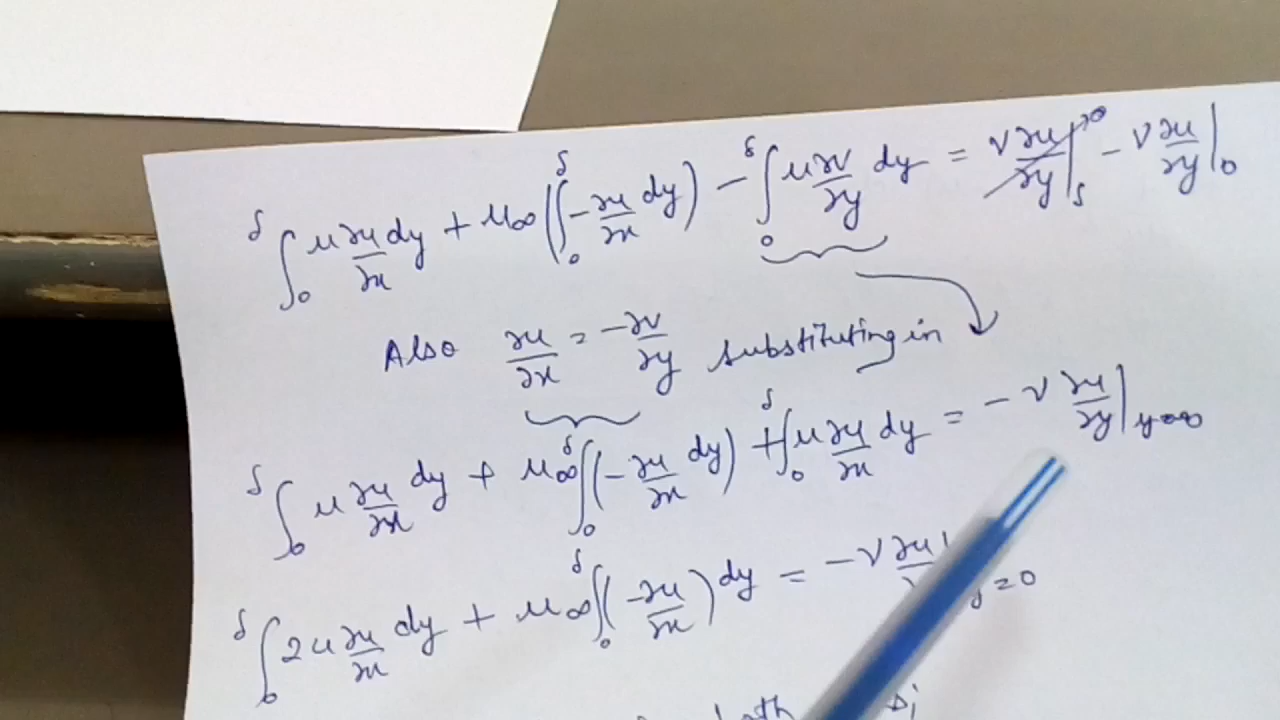 ∫₀^δ u ∂u/∂x dy + u∞ (∫₀^δ -∂u/∂x dy) - ∫₀^δ u ∂v/∂y dy = ν ∂u/∂y|_δ →0 - ν ∂u/∂y|₀
Also ∂u/∂x = -∂v/∂y substituting in
∫₀^δ u ∂u/∂x dy + u∞ ∫₀^δ (-∂u/∂x dy) + ∫₀^δ u ∂u/∂x dy = -ν ∂u/∂y|_y=0
∫₀^δ 2u ∂u/∂x dy + u∞ ∫₀^δ (-∂u/∂x) dy = -ν ∂u/ y=0